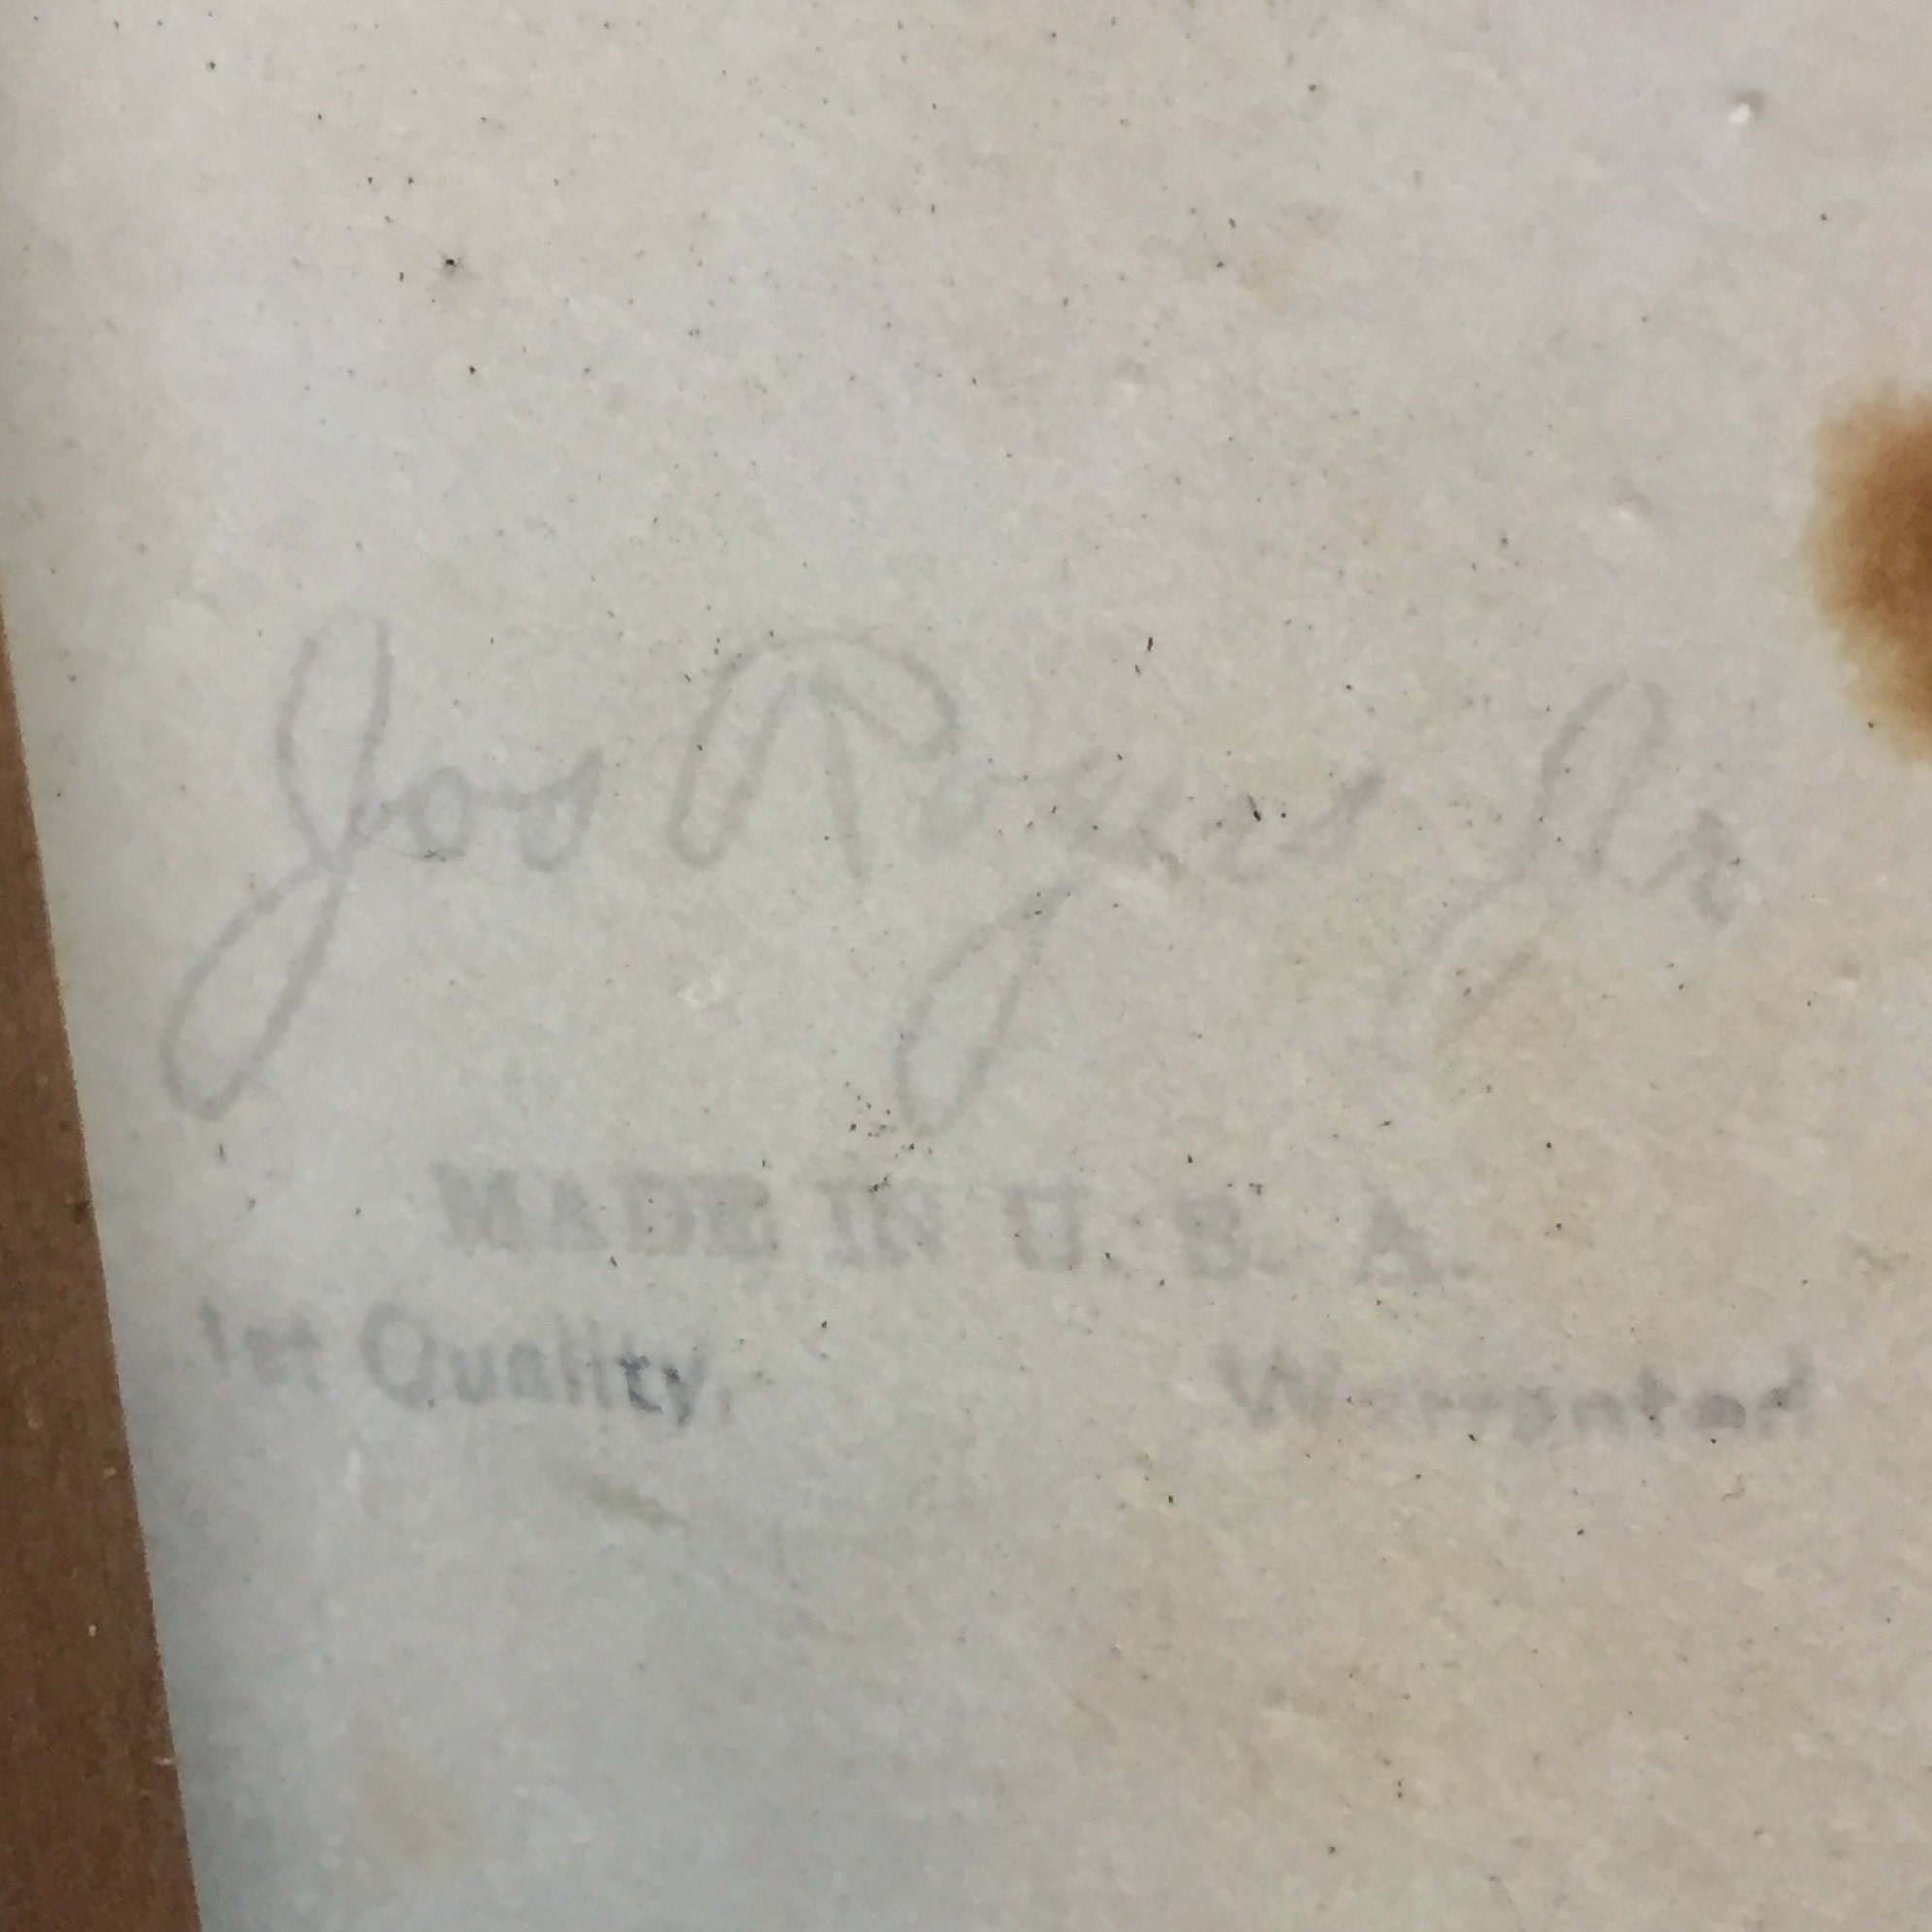 Jos Rogers Jr
MADE IN U. S. A.
1st Quality. Warranted